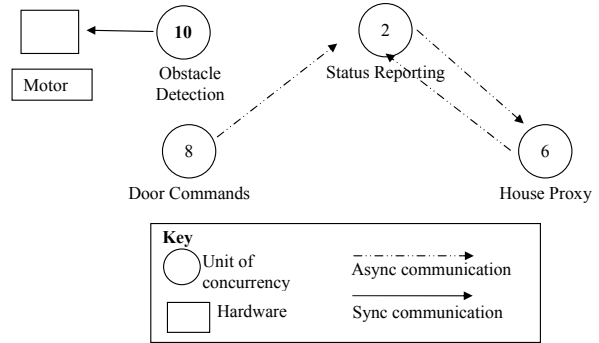 10
2
Obstacle
Detection
Status Reporting
Motor
8
6
Door Commands
House Proxy
Key
Unit of
concurrency
Async communication
Hardware
Sync communication